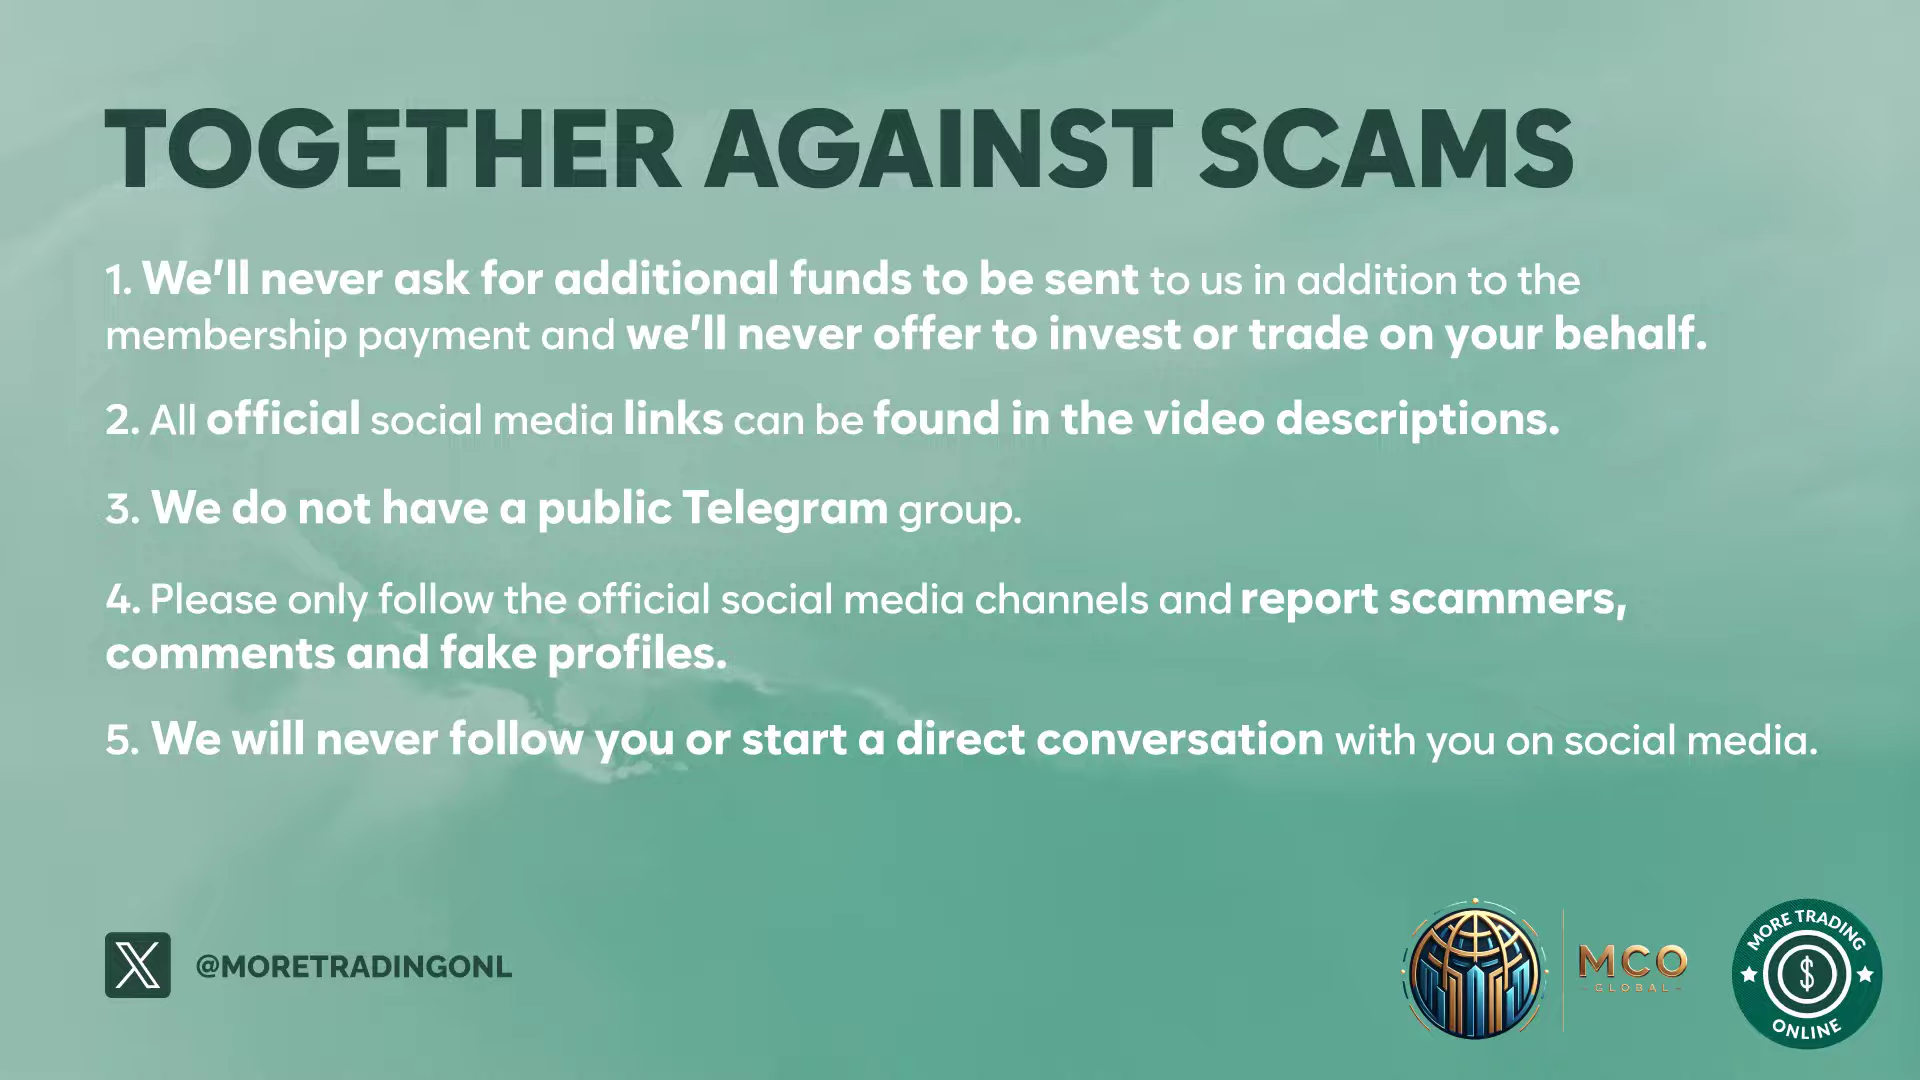 TOGETHER AGAINST SCAMS
1. We'll never ask for additional funds to be sent to us in addition to the
membership payment and we'll never offer to invest or trade on your behalf.
2. All official social media links can be found in the video descriptions.
3. We do not have a public Telegram group.
4. Please only follow the official social media channels and report scammers,
comments and fake profiles.
5. We will never follow you or start a direct conversation with you on social media.
@MORETRADINGONL
MCO
GLOBAL
MORE TRADING
$
ONLINE